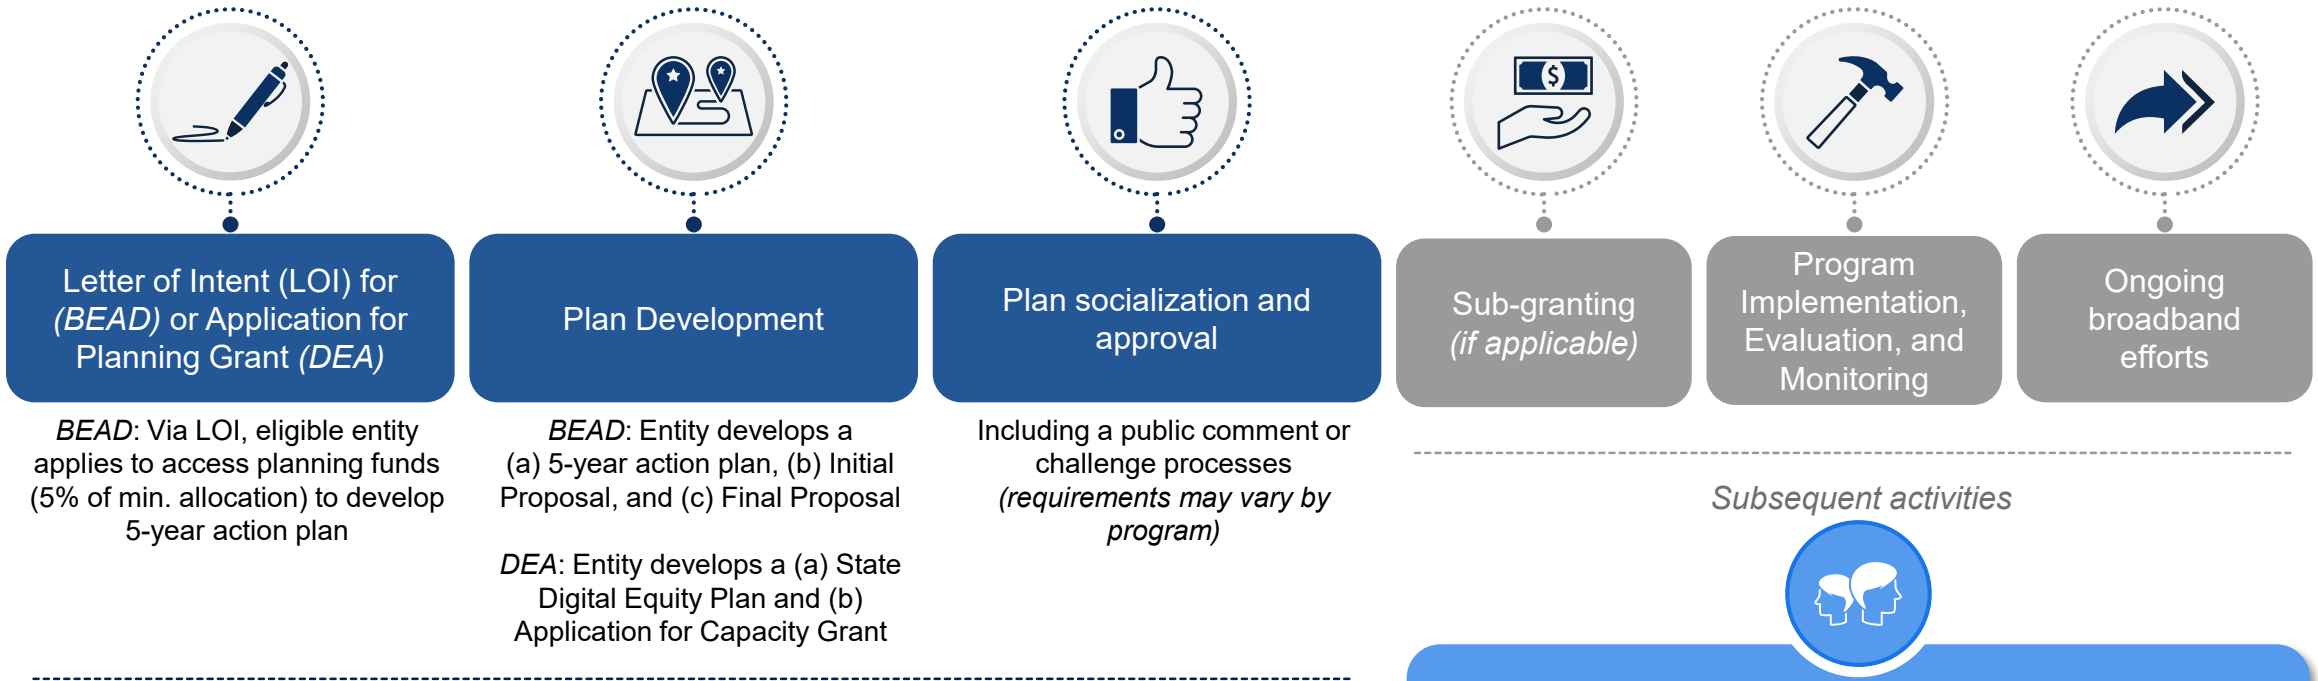 $
Letter of Intent (LOI) for
(BEAD) or Application for
Planning Grant (DEA)
Plan Development
Plan socialization and
approval
Sub-granting
(if applicable)
Program
Implementation,
Evaluation, and
Monitoring
Ongoing
broadband
efforts
BEAD: Via LOI, eligible entity
applies to access planning funds
(5% of min. allocation) to develop
5-year action plan
BEAD: Entity develops a
(a) 5-year action plan, (b) Initial
Proposal, and (c) Final Proposal
DEA: Entity develops a (a) State
Digital Equity Plan and (b)
Application for Capacity Grant
Including a public comment or
challenge processes
(requirements may vary by
program)
Subsequent activities